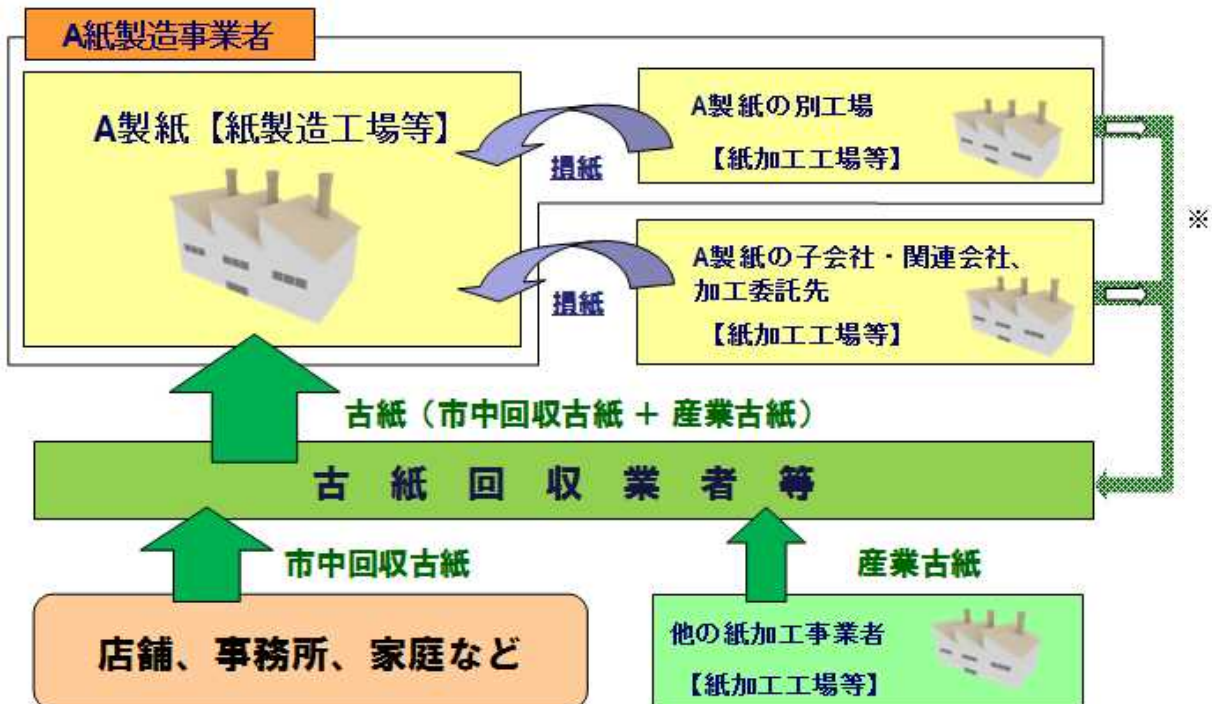 A紙製造事業者
A製紙【紙製造工場等】
損紙
A製紙の別工場
【紙加工工場等】
※
損紙
A製紙の子会社・関連会社、
加工委託先
【紙加工工場等】
古紙（市中回収古紙 + 産業古紙）
古紙回収業者等
市中回収古紙
産業古紙
店舗、事務所、家庭など
他の紙加工事業者
【紙加工工場等】